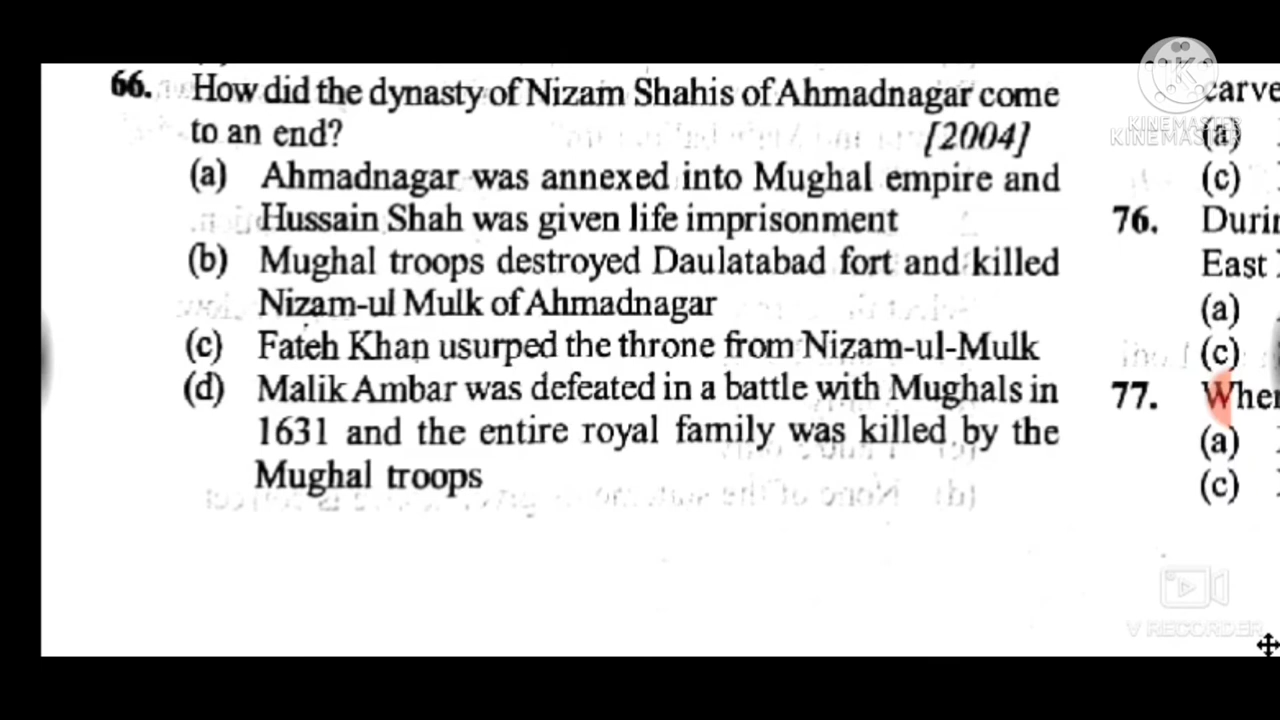 66. How did the dynasty of Nizam Shahis of Ahmadnagar come
to an end? [2004]
(a) Ahmadnagar was annexed into Mughal empire and
Hussain Shah was given life imprisonment
(b) Mughal troops destroyed Daulatabad fort and killed
Nizam-ul Mulk of Ahmadnagar
(c) Fateh Khan usurped the throne from Nizam-ul-Mulk
(d) Malik Ambar was defeated in a battle with Mughals in
1631 and the entire royal family was killed by the
Mughal troops
(a)
(c)
76.
East
(a)
(c)
77.
(a)
(c)
KINEMASTER
KINEMASTER
V RECORDER